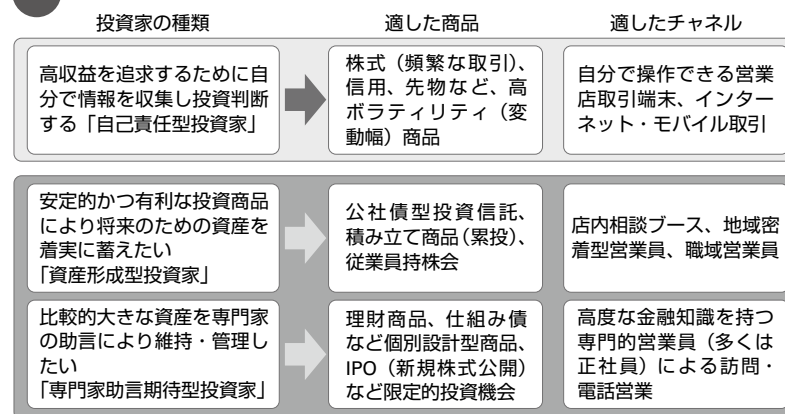 投資家の種類
適した商品
適したチャネル
高収益を追求するために自
分で情報を収集し投資判断
する「自己責任型投資家」
株式（頻繁な取引）、
信用、先物など、高
ボラティリティ（変
動幅）商品
自分で操作できる営業
店取引端末、インター
ネット・モバイル取引
安定的かつ有利な投資商品
により将来のための資産を
着実に蓄えたい
「資産形成型投資家」
公社債型投資信託、
積み立て商品（累投）、
従業員持株会
店内相談ブース、地域密
着型営業員、職域営業員
比較的大きな資産を専門家
の助言により維持・管理し
たい
「専門家助言期待型投資家」
理財商品、仕組み債
など個別設計型商品、
IPO（新規株式公開）
など限定的投資機会
高度な金融知識を持つ
専門的営業員（多くは
正社員）による訪問・
電話営業